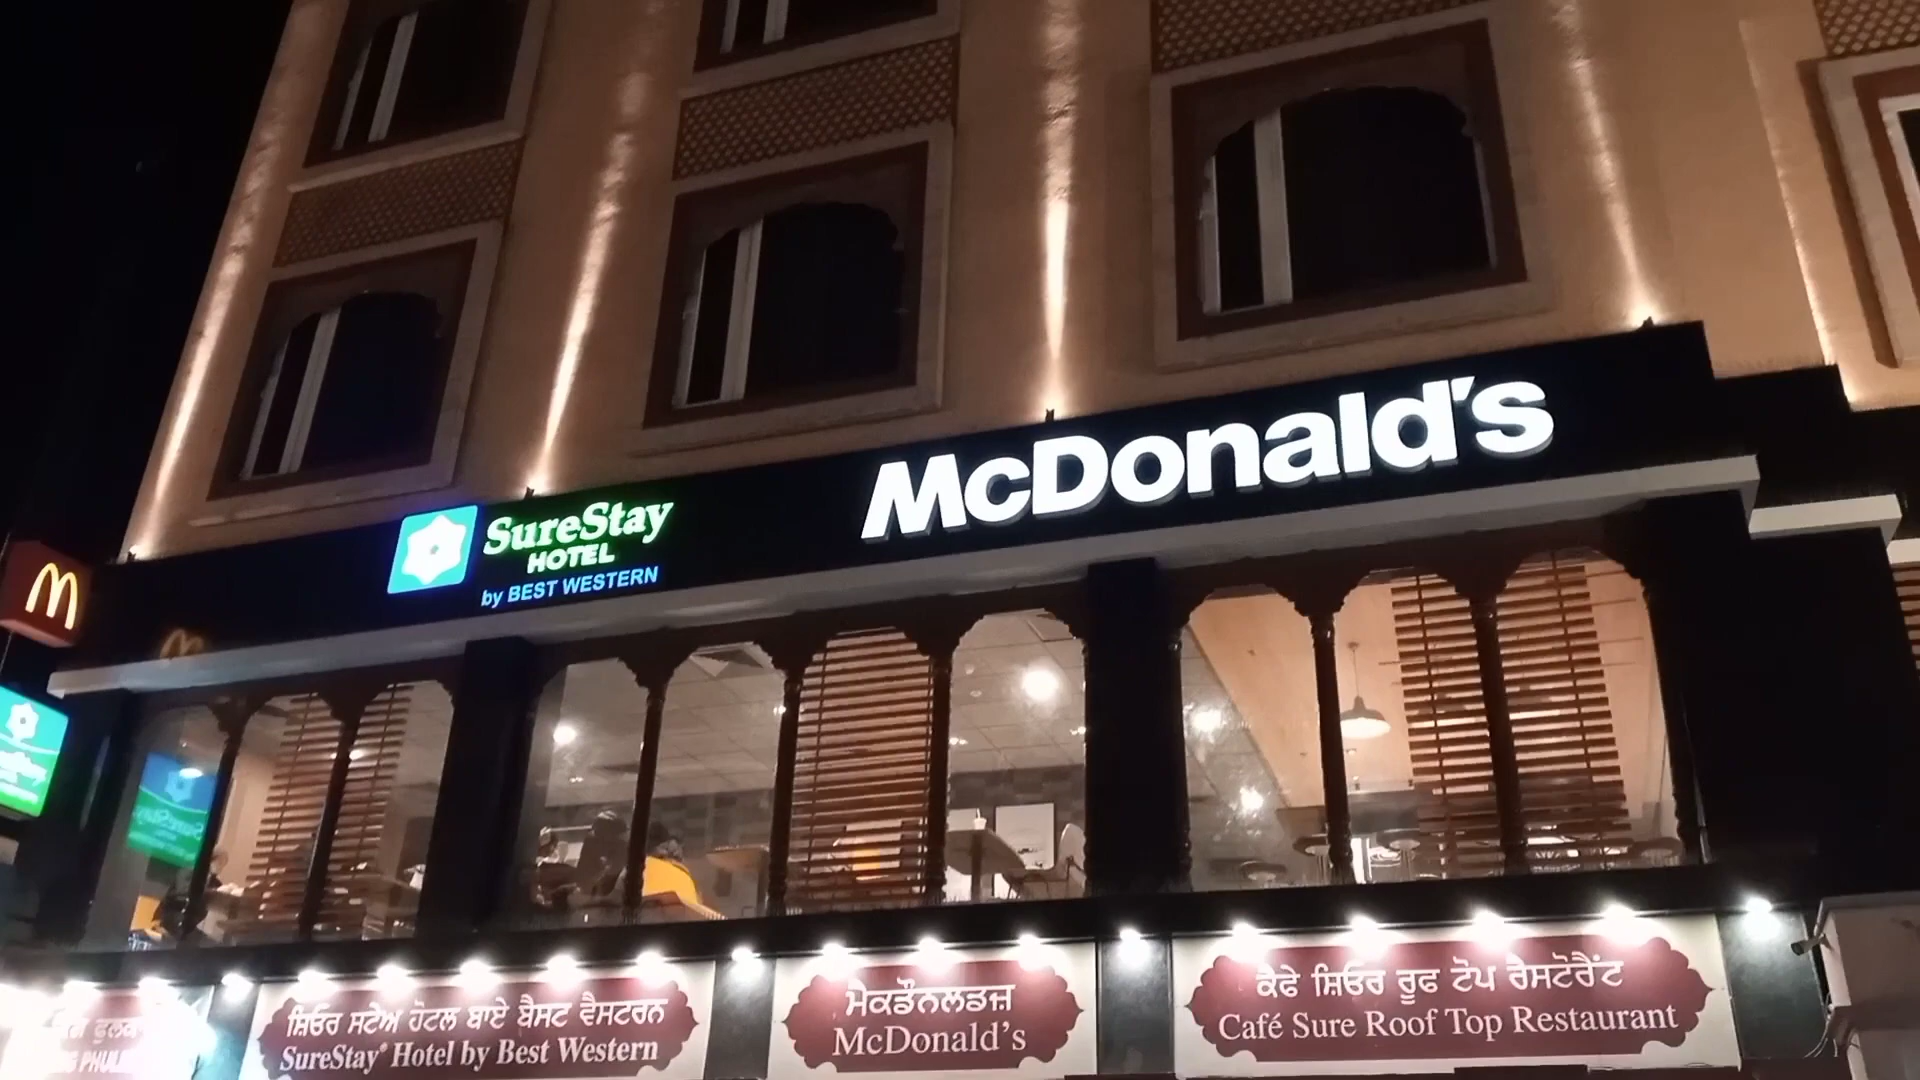 McDonald's
SureStay
HOTEL
by BEST WESTERN
ਸ਼ਿਓਰ ਸਟੇਅ ਹੋਟਲ ਬਾਏ ਬੈਸਟ ਵੈਸਟਰਨ
SureStay® Hotel by Best Western
ਮੈਕਡੌਨਲਡਜ਼
McDonald's
ਕੈਫੇ ਸ਼ਿਓਰ ਰੂਫ ਟੋਪ ਰੈਸਟੋਰੈਂਟ
Café Sure Roof Top Restaurant